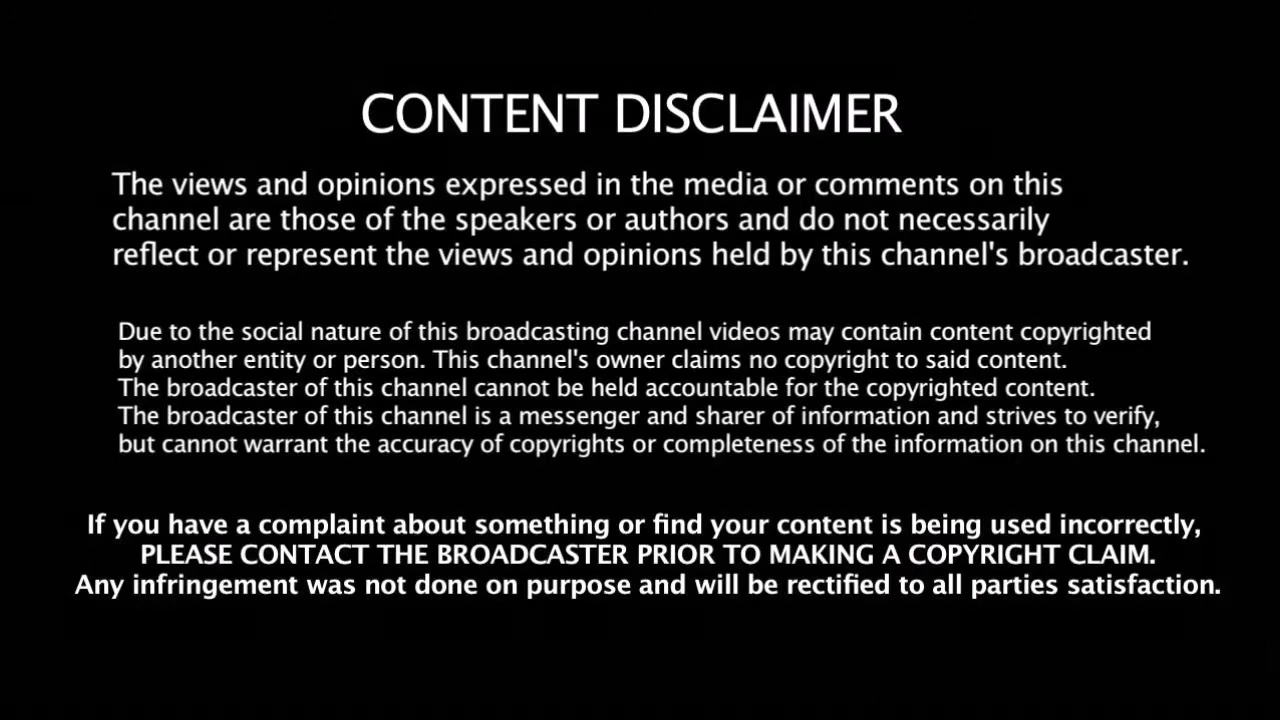 CONTENT DISCLAIMER
The views and opinions expressed in the media or comments on this
channel are those of the speakers or authors and do not necessarily
reflect or represent the views and opinions held by this channel's broadcaster.
Due to the social nature of this broadcasting channel videos may contain content copyrighted
by another entity or person. This channel's owner claims no copyright to said content.
The broadcaster of this channel cannot be held accountable for the copyrighted content.
The broadcaster of this channel is a messenger and sharer of information and strives to verify,
but cannot warrant the accuracy of copyrights or completeness of the information on this channel.
If you have a complaint about something or find your content is being used incorrectly,
PLEASE CONTACT THE BROADCASTER PRIOR TO MAKING A COPYRIGHT CLAIM.
Any infringement was not done on purpose and will be rectified to all parties satisfaction.